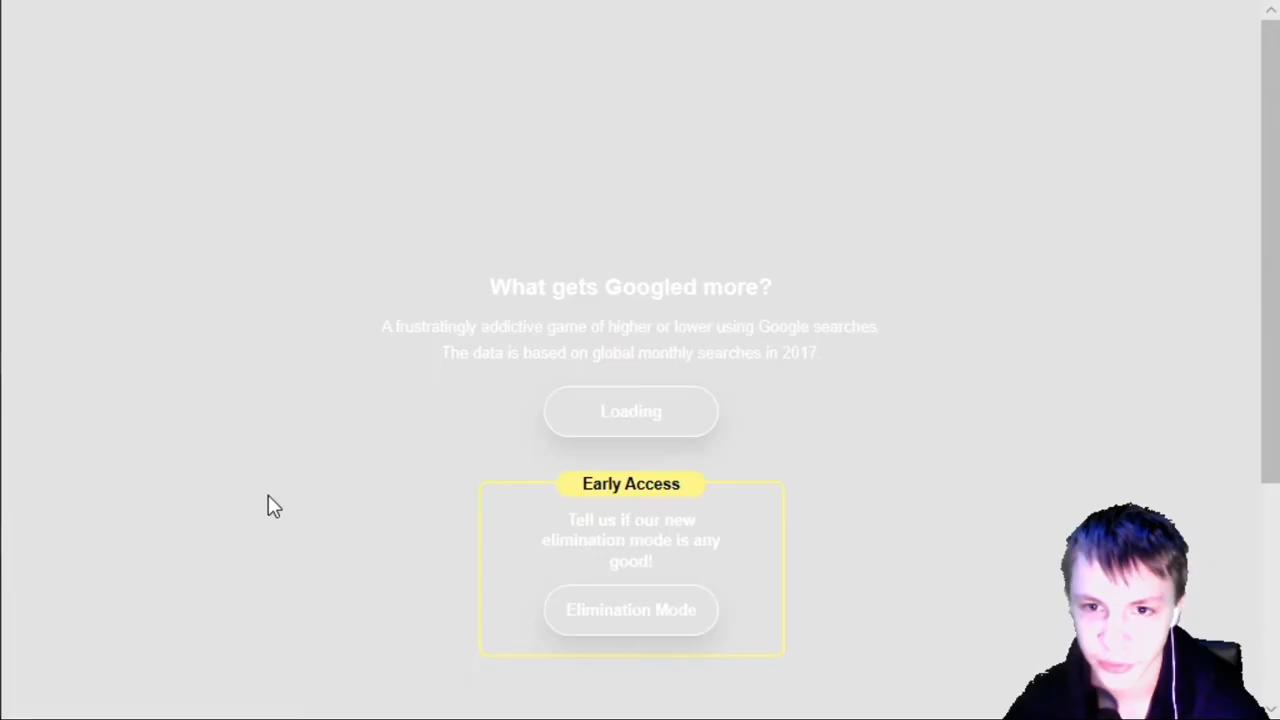 What gets Googled more?
A frustratingly addictive game of higher or lower using Google searches.
The data is based on global monthly searches in 2017.
Loading
Early Access
Tell us if our new
elimination mode is any
good!
Elimination Mode